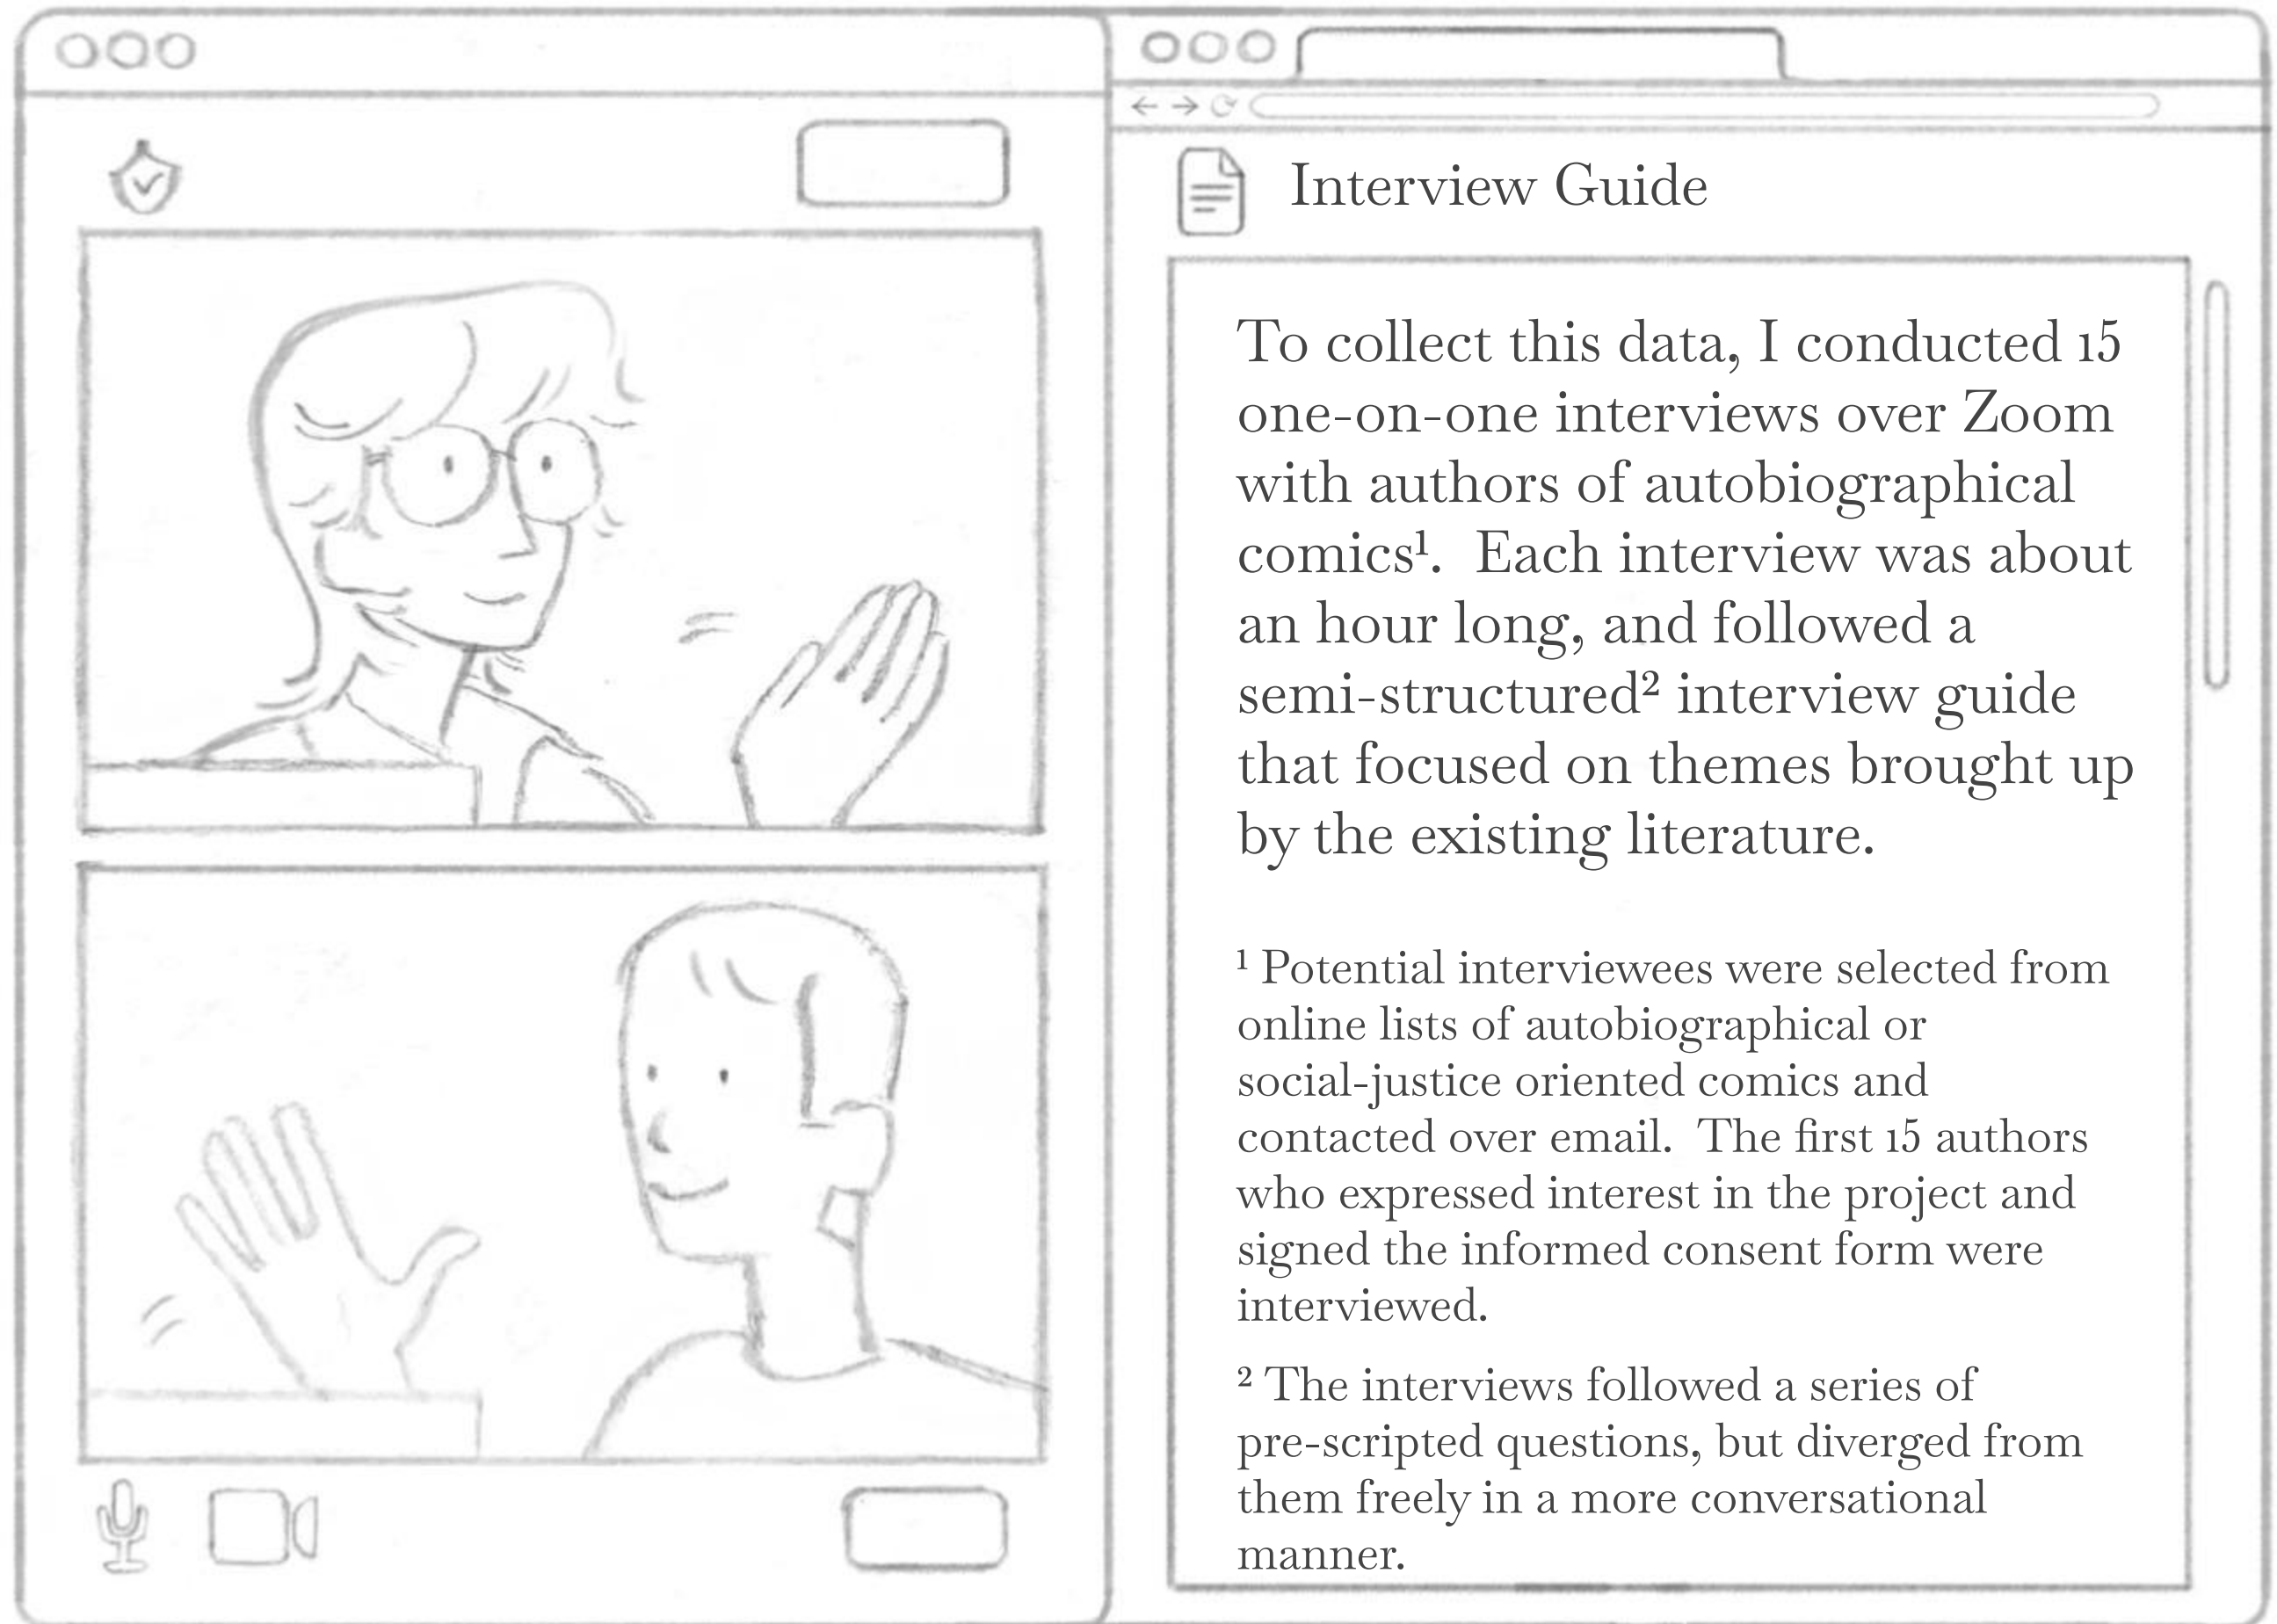 Interview Guide
To collect this data, I conducted 15
one-on-one interviews over Zoom
with authors of autobiographical
comics¹.  Each interview was about
an hour long, and followed a
semi-structured² interview guide
that focused on themes brought up
by the existing literature.
¹ Potential interviewees were selected from
online lists of autobiographical or
social-justice oriented comics and
contacted over email.  The first 15 authors
who expressed interest in the project and
signed the informed consent form were
interviewed.
² The interviews followed a series of
pre-scripted questions, but diverged from
them freely in a more conversational
manner.